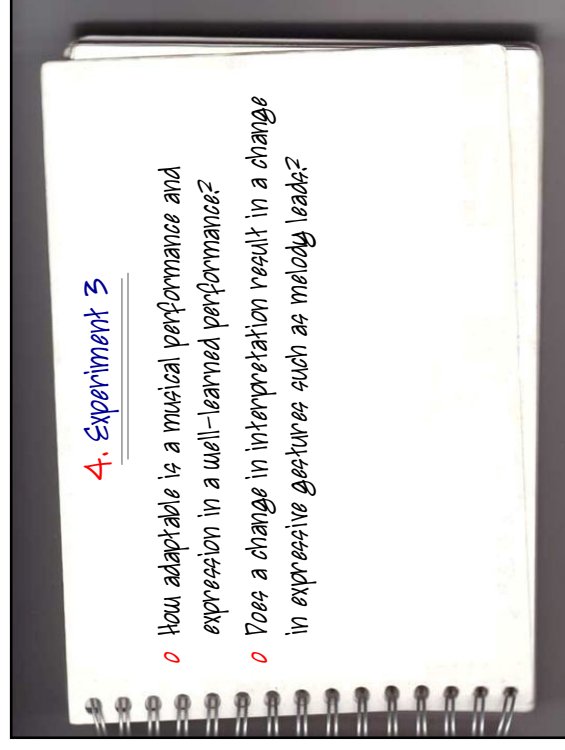 4. Experiment 3
o How adaptable is a musical performance and
expression in a well-learned performance?
o Does a change in interpretation result in a change
in expressive gestures such as melody leads?